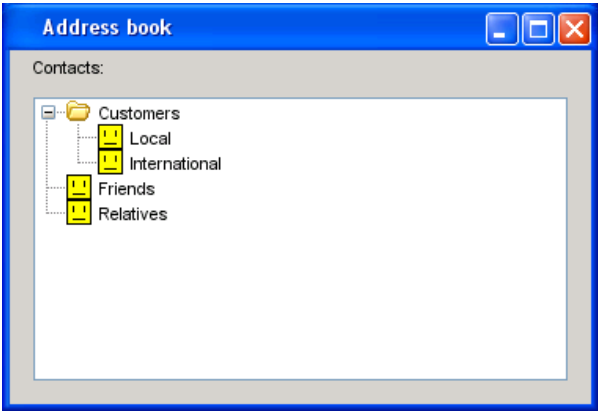 Address book
Contacts:
Customers
Local
International
Friends
Relatives